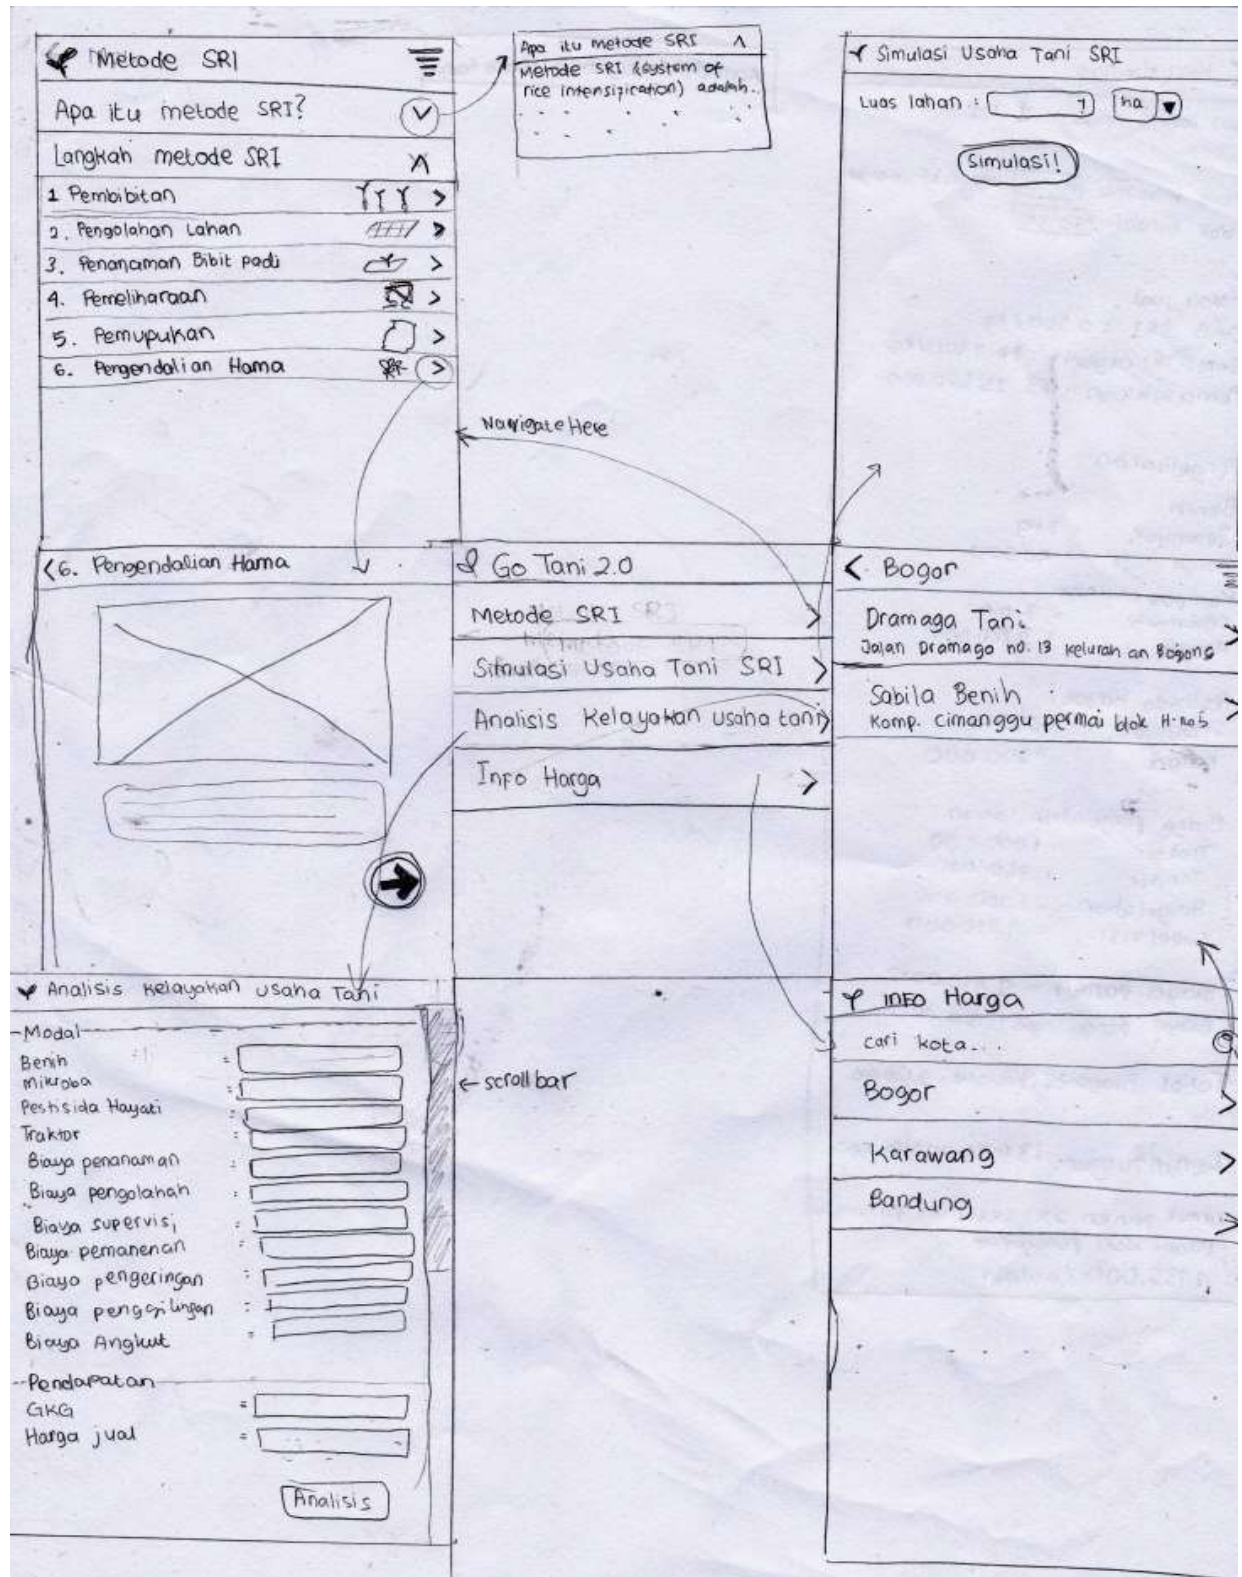 Metode SRI
Apa itu metode SRI?
Langkah metode SRI
1 Pembibitan
2. Pengolahan Lahan
3. Penanaman Bibit padi
4. Pemeliharaan
5. Pemupukan
6. Pengendalian Hama
Apa itu metode SRI
Metode SRI (system of
rice intensizication) adalah..
Simulasi Usaha Tani SRI
Luas lahan : 1 ha
Simulasi!
Navigate Here
6. Pengendalian Hama
Go Tani 2.0
Metode SRI
Simulasi Usaha Tani SRI
Analisis Kelayakan usaha tani
Info Harga
Bogor
Dramaga Tani
Jalan Dramaga no. 13 kelurah an
Sabila Benih
Komp. Cimanggu permai blok H. no 5
Analisis Kelayakan usaha Tani
Modal
Benih =
Mikroba :
Pestisida Hayati :
Traktor :
Biaya penanaman :
Biaya pengolahan :
Biaya supervisi :
Biaya pemanenan :
Biaya pengeringan :
Biaya penggilingan :
Biaya Angkut =
Pendapatan
GKG =
Harga jual =
Analisis
scroll bar
INFO Harga
cari kota...
Bogor
Karawang
Bandung